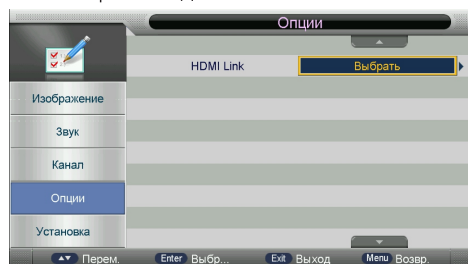 Опции
HDMI Link Выбрать
Изображение
Звук
Канал
Опции
Установка
Перем. Enter Выбр... Exit Выход Menu Возвр.